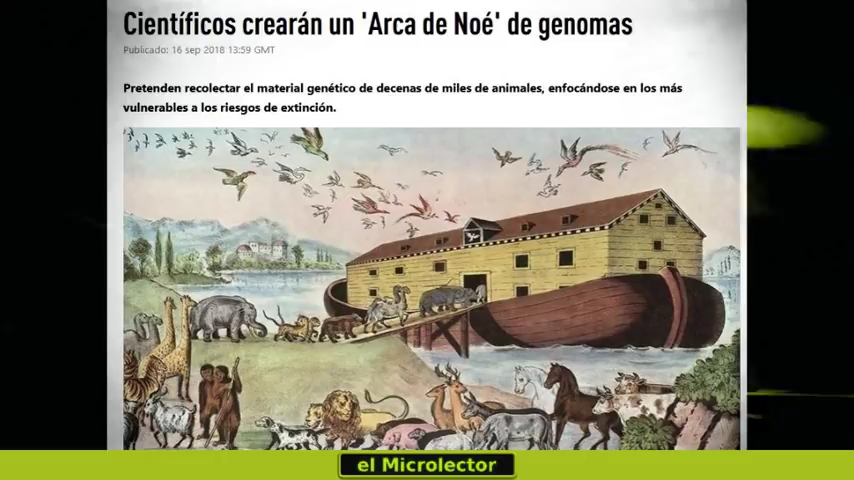 Científicos crearán un 'Arca de Noé' de genomas
Publicado: 16 sep 2018 13:59 GMT
Pretenden recolectar el material genético de decenas de miles de animales, enfocándose en los más
vulnerables a los riesgos de extinción.
el Microlector